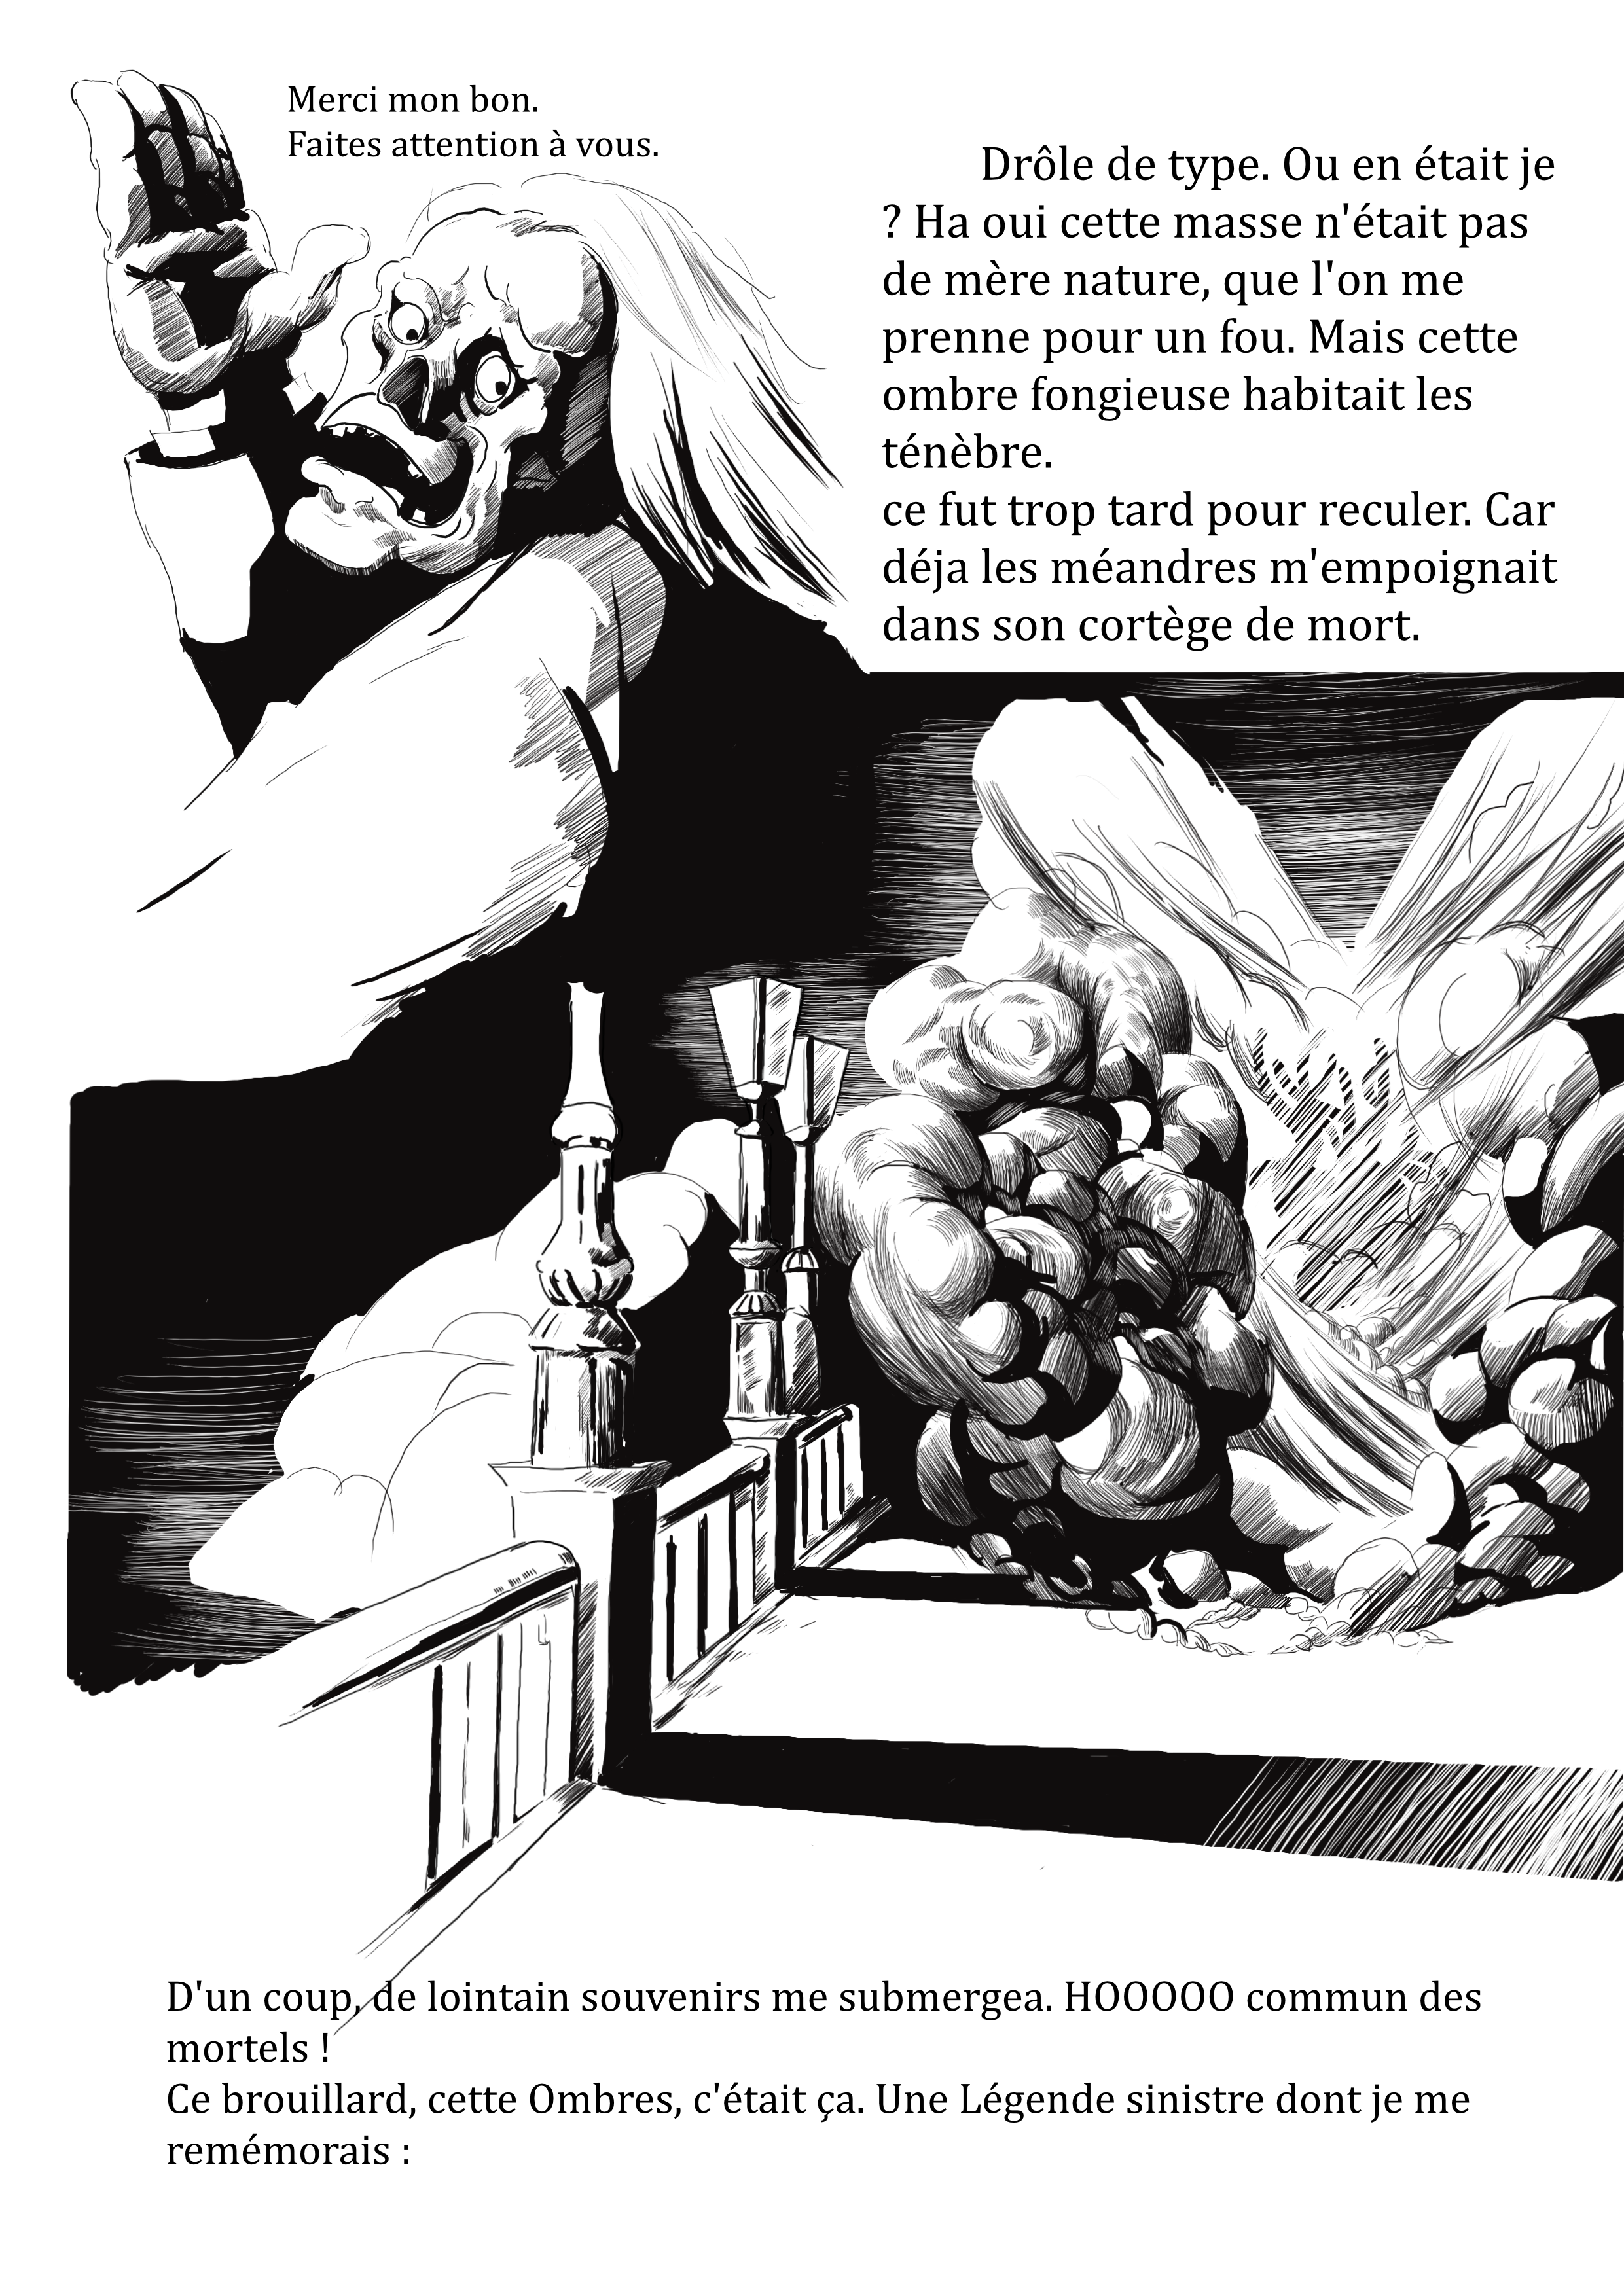 Merci mon bon.
Faites attention à vous.
Drôle de type. Ou en était je
? Ha oui cette masse n'était pas
de mère nature, que l'on me
prenne pour un fou. Mais cette
ombre fongieuse habitait les
ténèbre.
ce fut trop tard pour reculer. Car
déja les méandres m'empoignait
dans son cortège de mort.
D'un coup, de lointain souvenirs me submergea. HOOOOO commun des
mortels !
Ce brouillard, cette Ombres, c'était ça. Une Légende sinistre dont je me
remémorais :